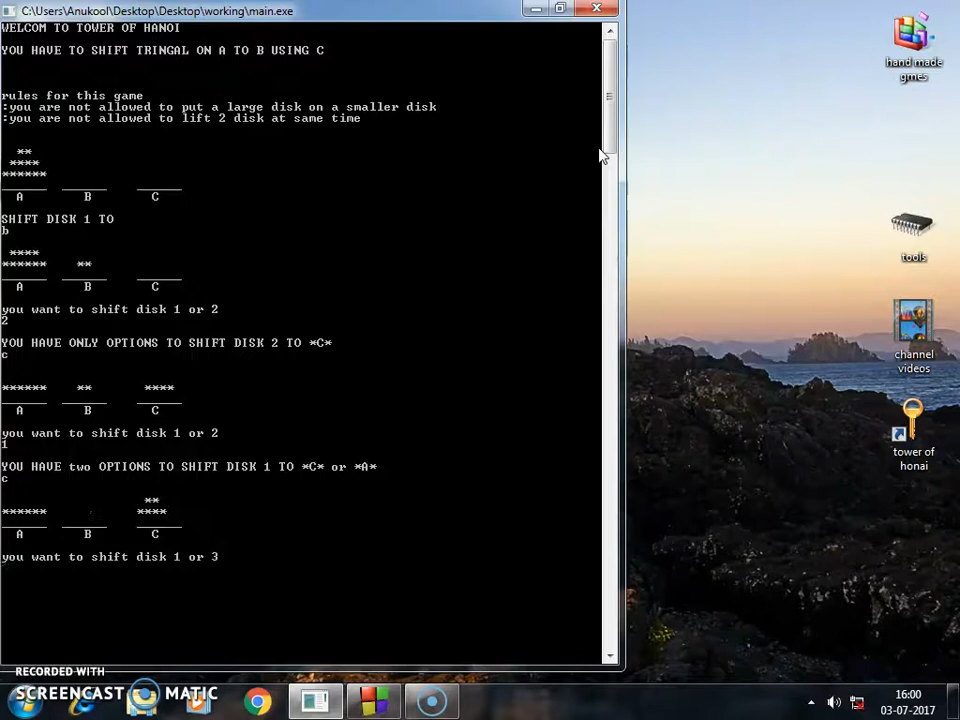 C:\Users\Anukool\Desktop\Desktop\working\main.exe
WELCOM TO TOWER OF HANOI
YOU HAVE TO SHIFT TRINGAL ON A TO B USING C
rules for this game
:you are not allowed to put a large disk on a smaller disk
:you are not allowed to lift 2 disk at same time
**
****
******
A B C
SHIFT DISK 1 TO
b
****
****** **
A B C
you want to shift disk 1 or 2
2
YOU HAVE ONLY OPTIONS TO SHIFT DISK 2 TO *C*
c
****** ** ****
A B C
you want to shift disk 1 or 2
1
YOU HAVE two OPTIONS TO SHIFT DISK 1 TO *C* or *A*
c
**
****** ****
A B C
you want to shift disk 1 or 3
hand made
gmes
tools
channel
videos
tower of
honai
RECORDED WITH
SCREENCAST MATIC
16:00
03-07-2017